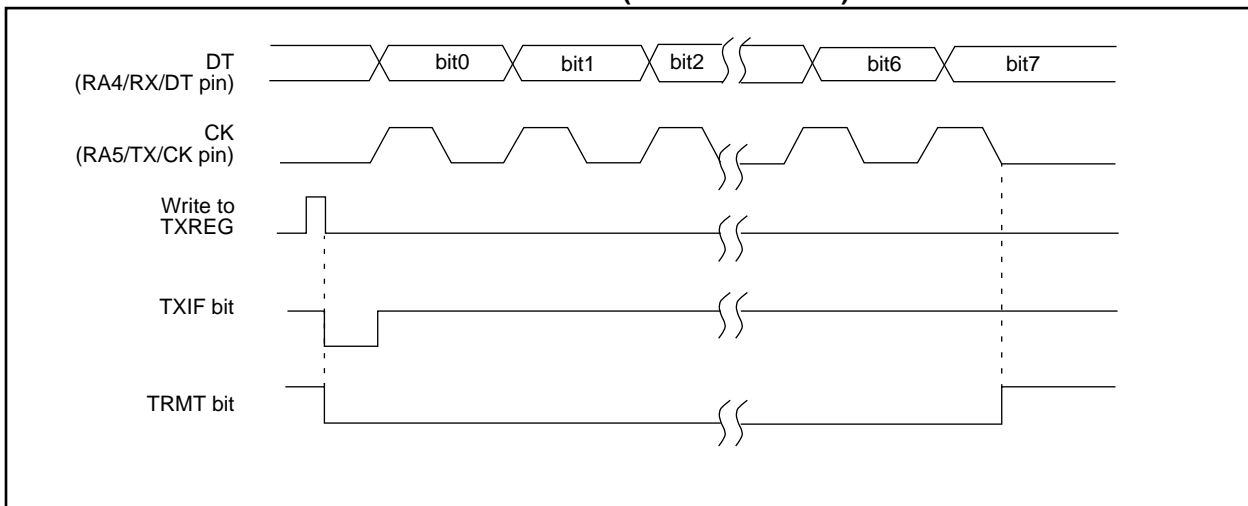 DT
(RA4/RX/DT pin)
bit0
bit1
bit2
bit6
bit7
CK
(RA5/TX/CK pin)
Write to
TXREG
TXIF bit
TRMT bit